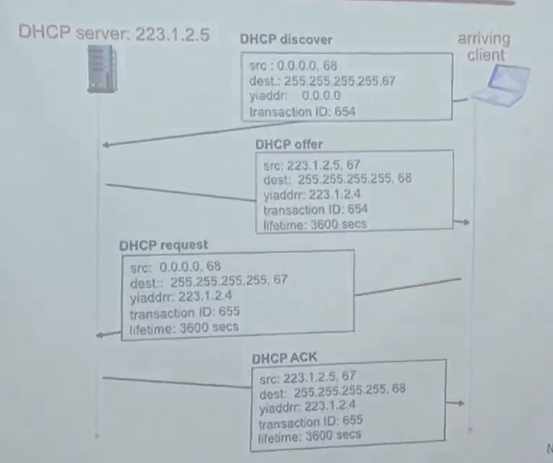 DHCP server: 223.1.2.5
DHCP discover
arriving
client
src : 0.0.0.0, 68
dest.: 255.255.255.255,67
yiaddr: 0.0.0.0
transaction ID: 654
DHCP offer
src: 223.1.2.5, 67
dest: 255.255.255.255, 68
yiaddrr: 223.1.2.4
transaction ID: 654
lifetime: 3600 secs
DHCP request
src: 0.0.0.0, 68
dest:: 255.255.255.255, 67
yiaddrr: 223.1.2.4
transaction ID: 655
lifetime: 3600 secs
DHCP ACK
src: 223.1.2.5, 67
dest: 255.255.255.255, 68
yiaddrr: 223.1.2.4
transaction ID: 655
lifetime: 3600 secs